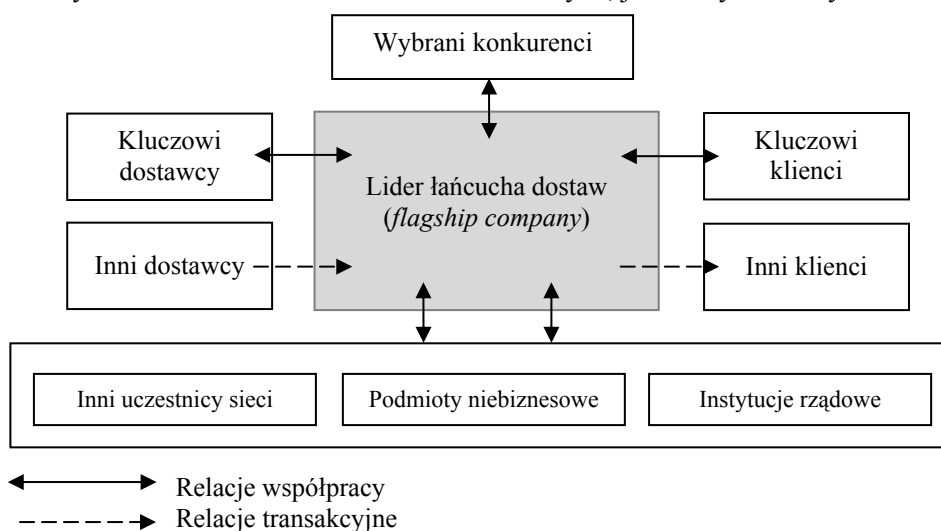 Wybrani konkurenci
Kluczowi
dostawcy
Kluczowi
klienci
Lider łańcucha dostaw
(flagship company)
Inni dostawcy
Inni klienci
Inni uczestnicy sieci
Podmioty niebiznesowe
Instytucje rządowe
Relacje współpracy
Relacje transakcyjne